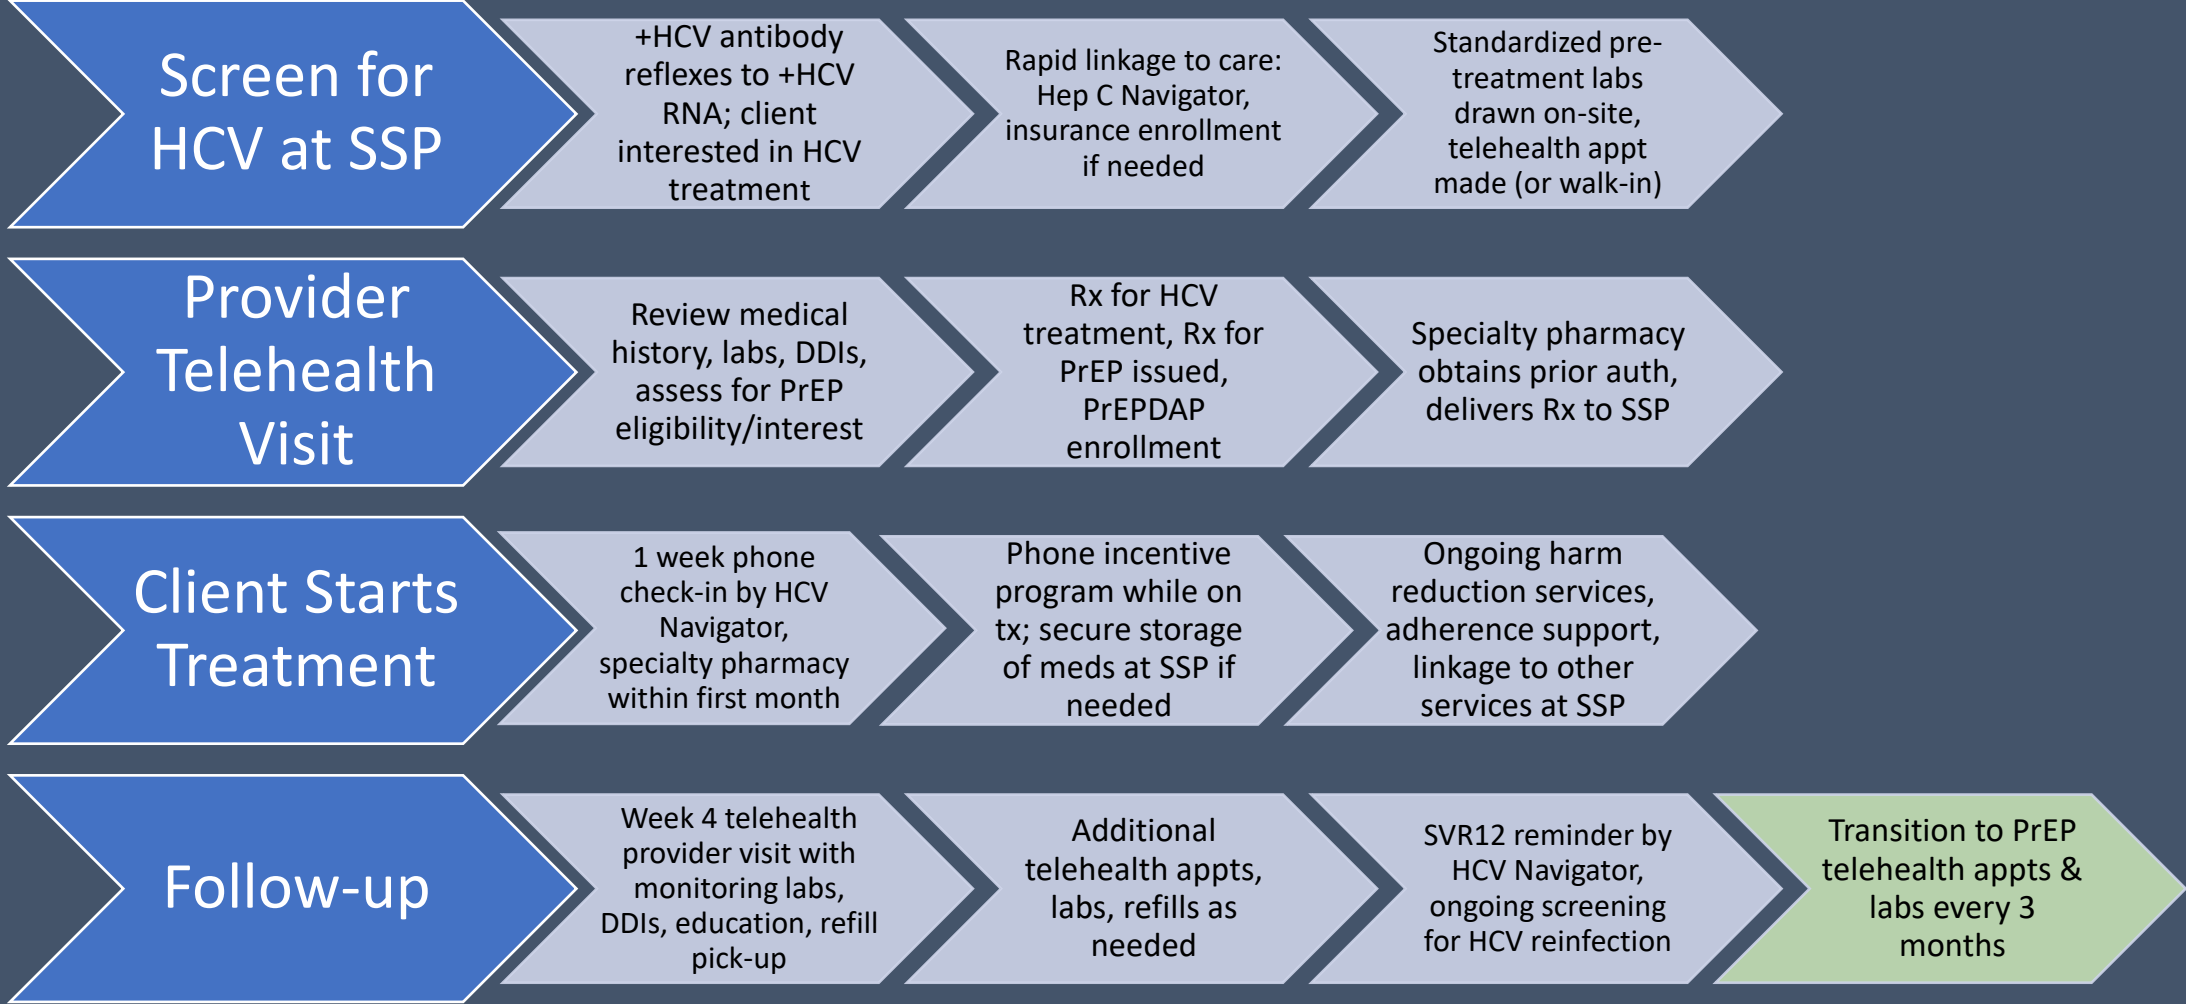 Screen for
HCV at SSP
+HCV antibody
reflexes to +HCV
RNA; client
interested in HCV
treatment
Rapid linkage to care:
Hep C Navigator,
insurance enrollment
if needed
Standardized pre-
treatment labs
drawn on-site,
telehealth appt
made (or walk-in)
Provider
Telehealth
Visit
Review medical
history, labs, DDIs,
assess for PrEP
eligibility/interest
Rx for HCV
treatment, Rx for
PrEP issued,
PrEPDAP
enrollment
Specialty pharmacy
obtains prior auth,
delivers Rx to SSP
Client Starts
Treatment
1 week phone
check-in by HCV
Navigator,
specialty pharmacy
within first month
Phone incentive
program while on
tx; secure storage
of meds at SSP if
needed
Ongoing harm
reduction services,
adherence support,
linkage to other
services at SSP
Follow-up
Week 4 telehealth
provider visit with
monitoring labs,
DDIs, education, refill
pick-up
Additional
telehealth appts,
labs, refills as
needed
SVR12 reminder by
HCV Navigator,
ongoing screening
for HCV reinfection
Transition to PrEP
telehealth appts &
labs every 3
months